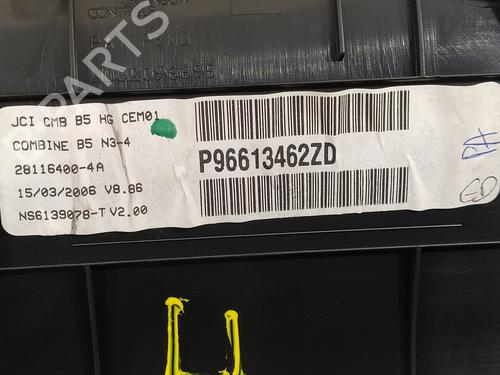 JCI CMB B5 HG CEM01
COMBINE B5 N3-4
28116400-4A
15/03/2006 V8.86
NS6139078-T V2.00
P96613462ZD